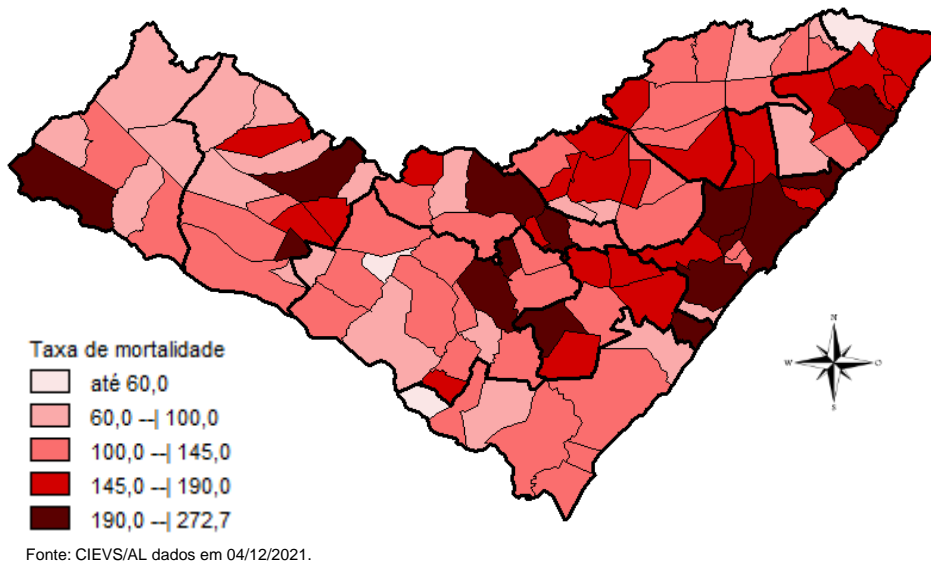 N
W
O
S
Taxa de mortalidade
até 60,0
60,0 --| 100,0
100,0 --| 145,0
145,0 --| 190,0
190,0 --| 272,7
Fonte: CIEVS/AL dados em 04/12/2021.